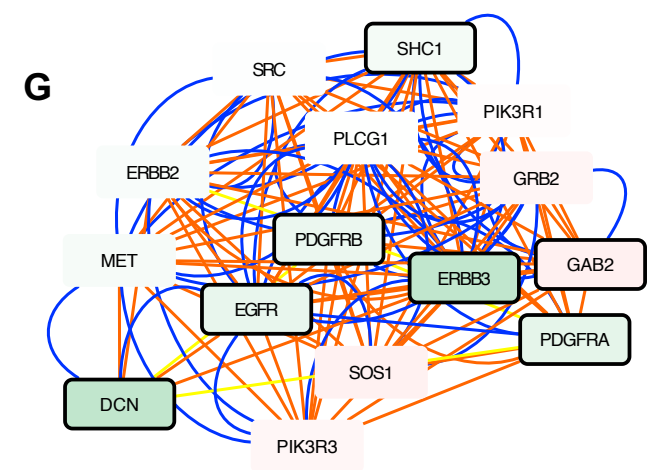 G
SHC1
SRC
PIK3R1
PLCG1
ERBB2
GRB2
PDGFRB
MET
GAB2
ERBB3
EGFR
PDGFRA
SOS1
DCN
PIK3R3